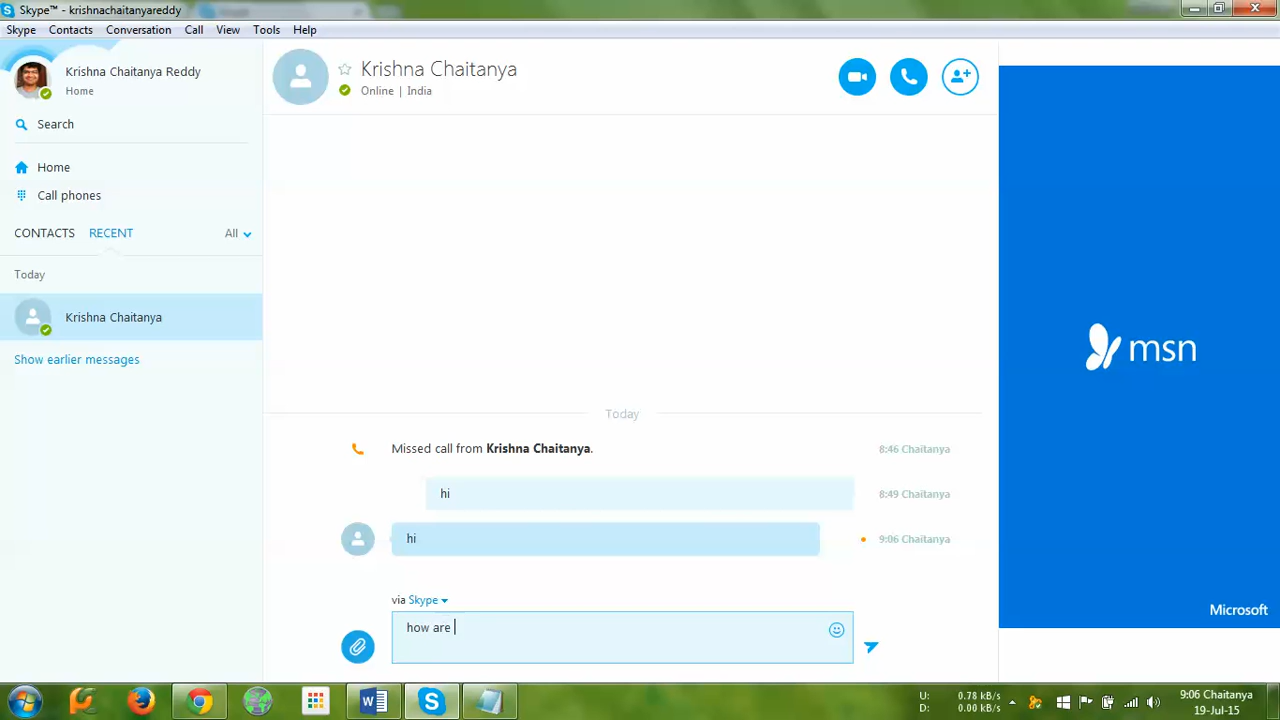 Skype™ - krishnachaitanyareddy
Skype Contacts Conversation Call View Tools Help
Krishna Chaitanya Reddy
Home
Search
Home
Call phones
CONTACTS RECENT All
Today
Krishna Chaitanya
Show earlier messages
Krishna Chaitanya
Online | India
Today
Missed call from Krishna Chaitanya. 8:46 Chaitanya
hi 8:49 Chaitanya
hi 9:06 Chaitanya
via Skype
how are
msn
Microsoft
U: 0.78 kB/s
D: 0.00 kB/s
9:06 Chaitanya
19-Jul-15